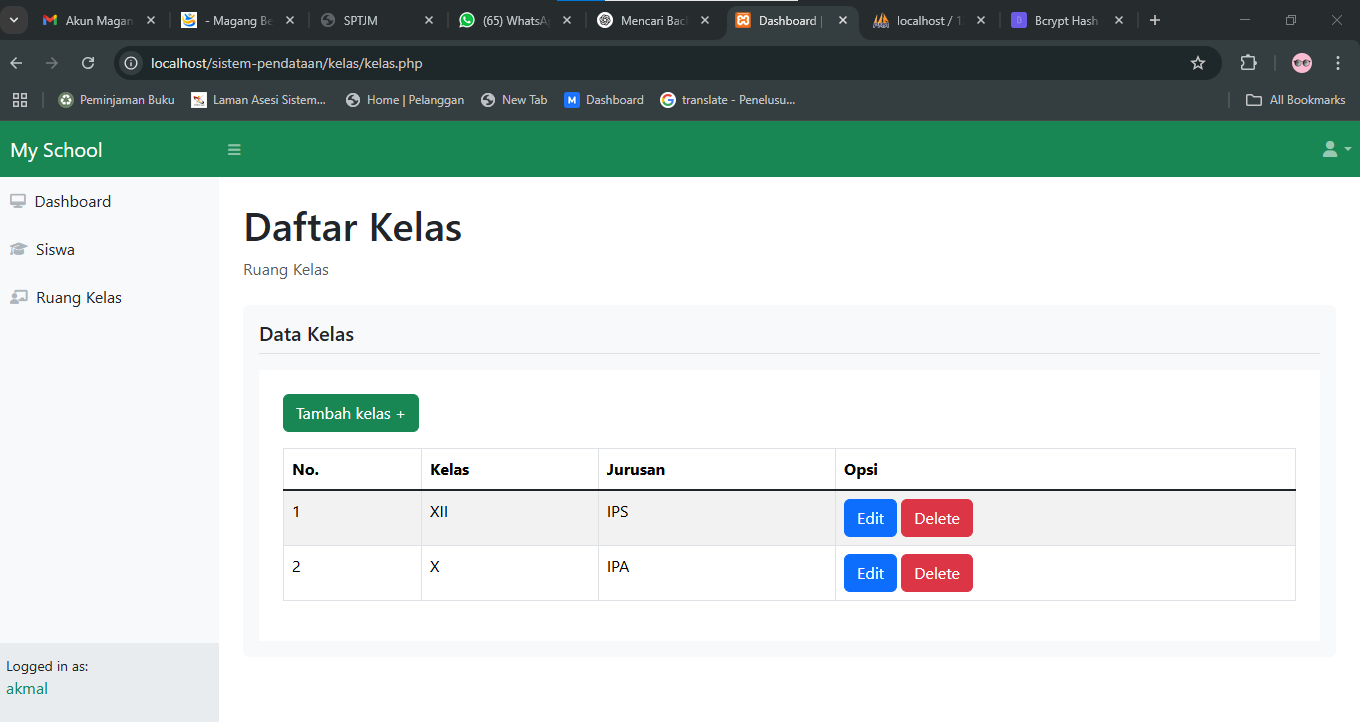 Akun Magan
- Magang Be
SPTJM
(65) WhatsA
Mencari Bac
Dashboard |
localhost / 1
Bcrypt Hash
localhost/sistem-pendataan/kelas/kelas.php
Peminjaman Buku
Laman Asesi Sistem...
Home | Pelanggan
New Tab
M Dashboard
translate - Penelusu...
All Bookmarks
My School
Dashboard
Siswa
Ruang Kelas
Daftar Kelas
Ruang Kelas
Data Kelas
Tambah kelas +
No. Kelas Jurusan Opsi
1 XII IPS Edit Delete
2 X IPA Edit Delete
Logged in as:
akmal